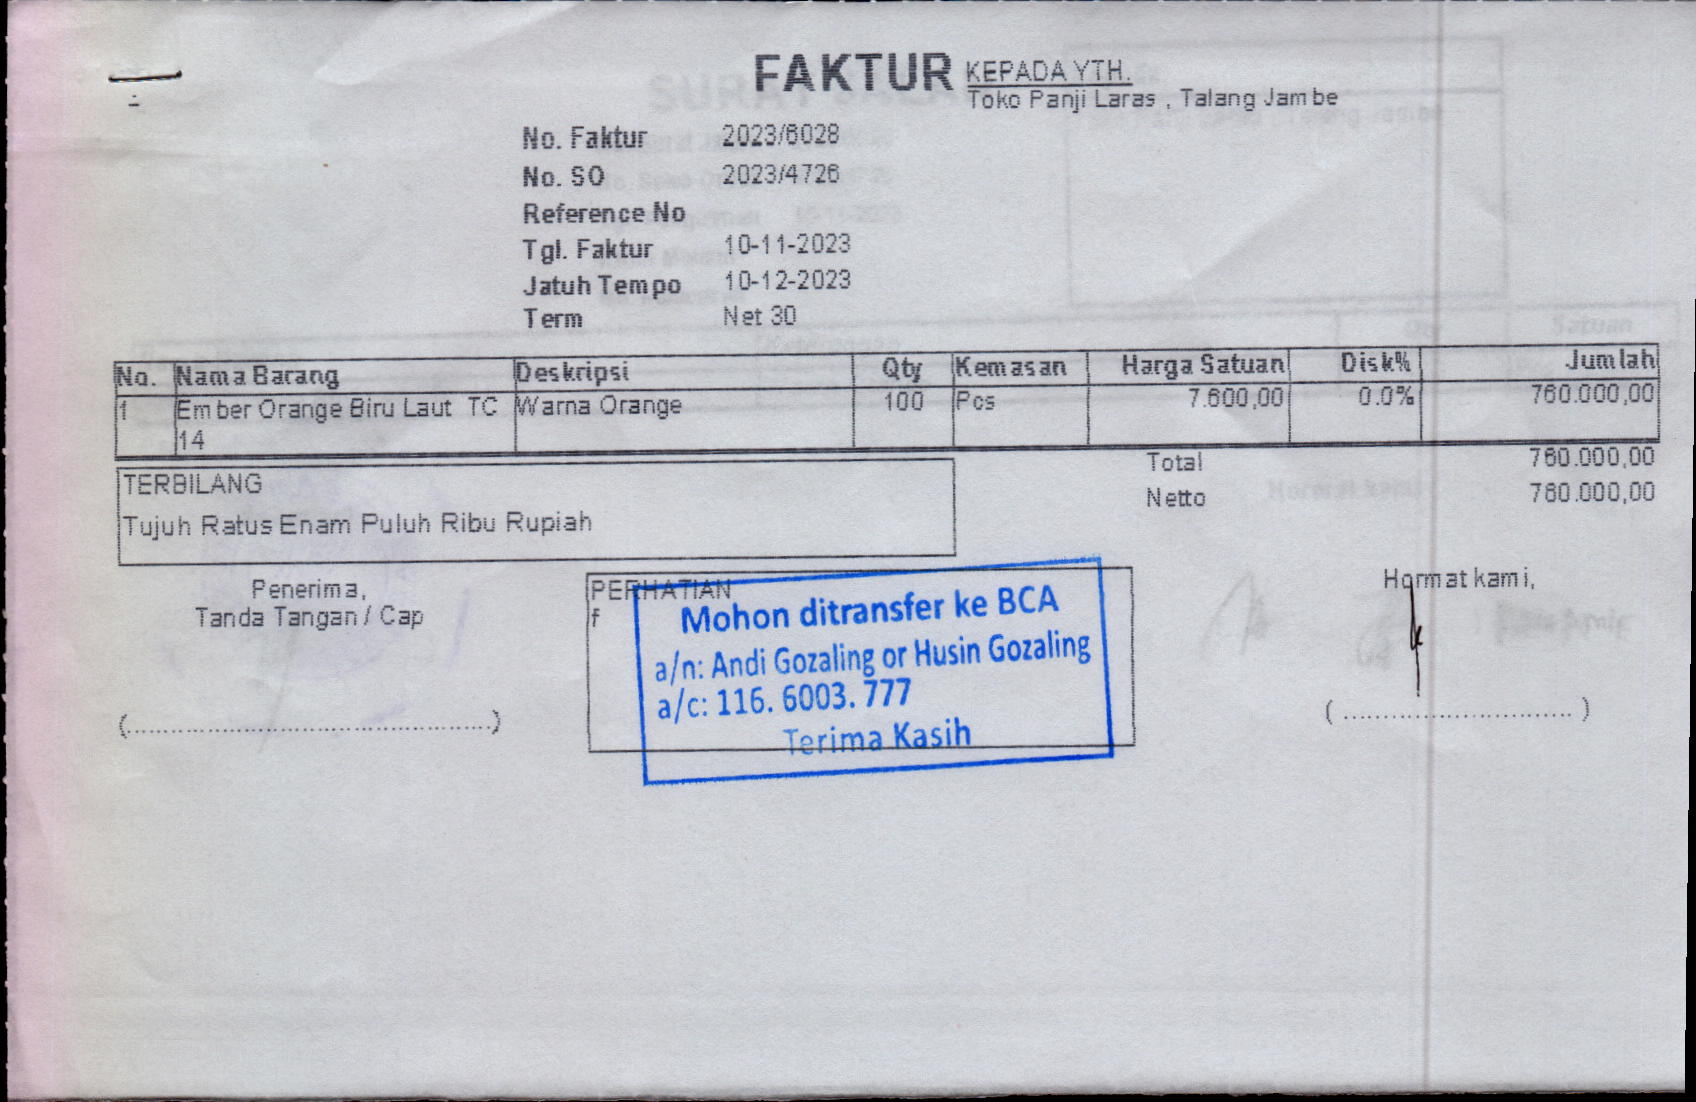 FAKTUR
KEPADA YTH.
Toko Panji Laras , Talang Jambe
No. Faktur 2023/6028
No. SO 2023/4726
Reference No
Tgl. Faktur 10-11-2023
Jatuh Tempo 10-12-2023
Term Net 30
No. Nama Barang Deskripsi Qty Kemasan Harga Satuan Disk% Jumlah
1 Ember Orange Biru Laut TC Warna Orange 100 Pcs 7.600,00 0.0% 760.000,00
14
Total 760.000,00
Netto 760.000,00
TERBILANG
Tujuh Ratus Enam Puluh Ribu Rupiah
Penerima,
Tanda Tangan / Cap
(..................................................)
PERHATIAN
f
Mohon ditransfer ke BCA
a/n: Andi Gozaling or Husin Gozaling
a/c: 116. 6003. 777
Terima Kasih
Hormat kami,
( ................................ )